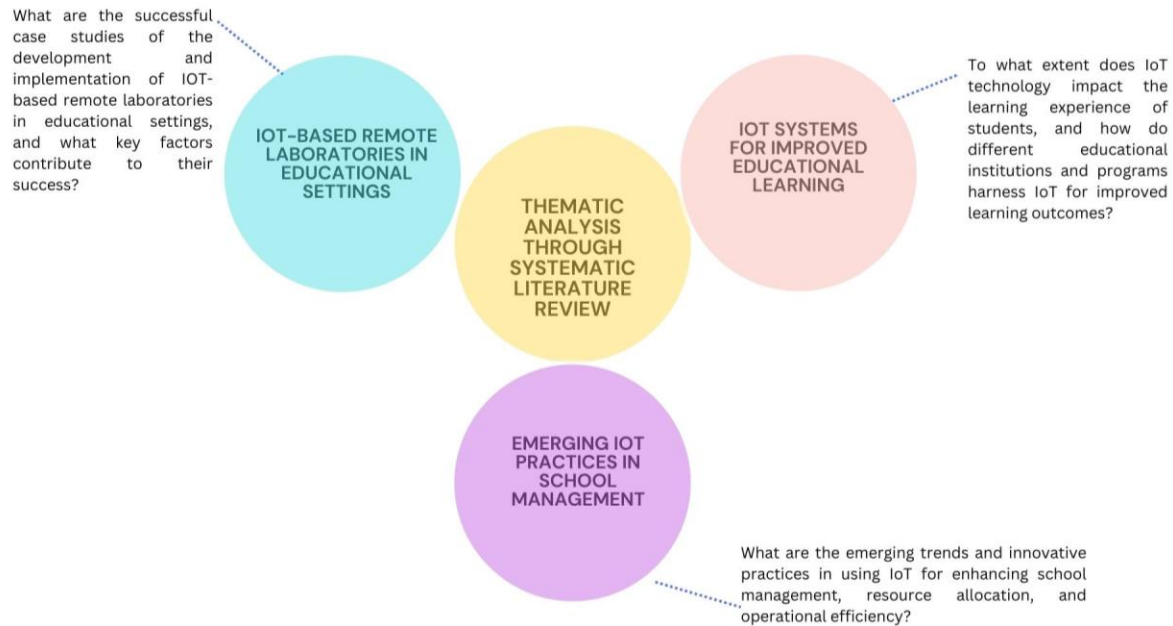 What are the successful
case studies of the
development and
implementation of IOT-
based remote laboratories
in educational settings,
and what key factors
contribute to their
success?
IOT-BASED REMOTE
LABORATORIES IN
EDUCATIONAL
SETTINGS
THEMATIC
ANALYSIS
THROUGH
SYSTEMATIC
LITERATURE
REVIEW
IOT SYSTEMS
FOR IMPROVED
EDUCATIONAL
LEARNING
To what extent does IoT
technology impact the
learning experience of
students, and how do
different educational
institutions and programs
harness IoT for improved
learning outcomes?
EMERGING IOT
PRACTICES IN
SCHOOL
MANAGEMENT
What are the emerging trends and innovative
practices in using IoT for enhancing school
management, resource allocation, and
operational efficiency?